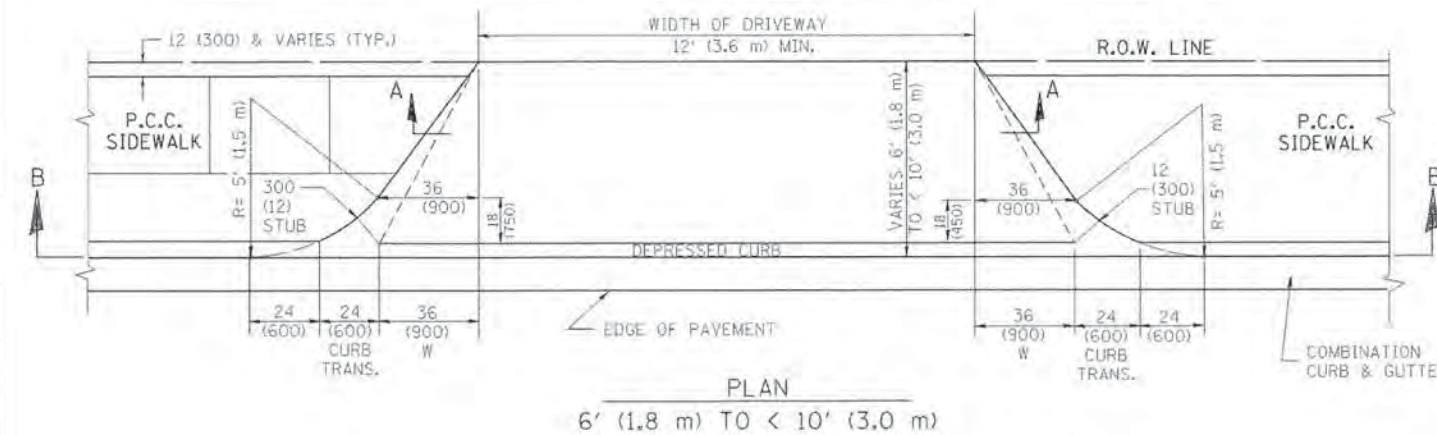 12 (300) & VARIES (TYP.)
WIDTH OF DRIVEWAY
12' (3.6 m) MIN.
R.O.W. LINE
A
A
P.C.C.
SIDEWALK
P.C.C.
SIDEWALK
R= 5' (1.5 m)
VARIES 6' (1.8 m)
TO < 10' (3.0 m)
R= 5' (1.5 m)
B
B
300
(12)
STUB
36
(900)
18
(750)
36
(900)
18
(450)
12
(300)
STUB
DEPRESSED CURB
24
(600)
24
(600)
CURB
TRANS.
36
(900)
W
EDGE OF PAVEMENT
36
(900)
W
24
(600)
CURB
TRANS.
24
(600)
COMBINATION
CURB & GUTTE
PLAN
6' (1.8 m) TO < 10' (3.0 m)